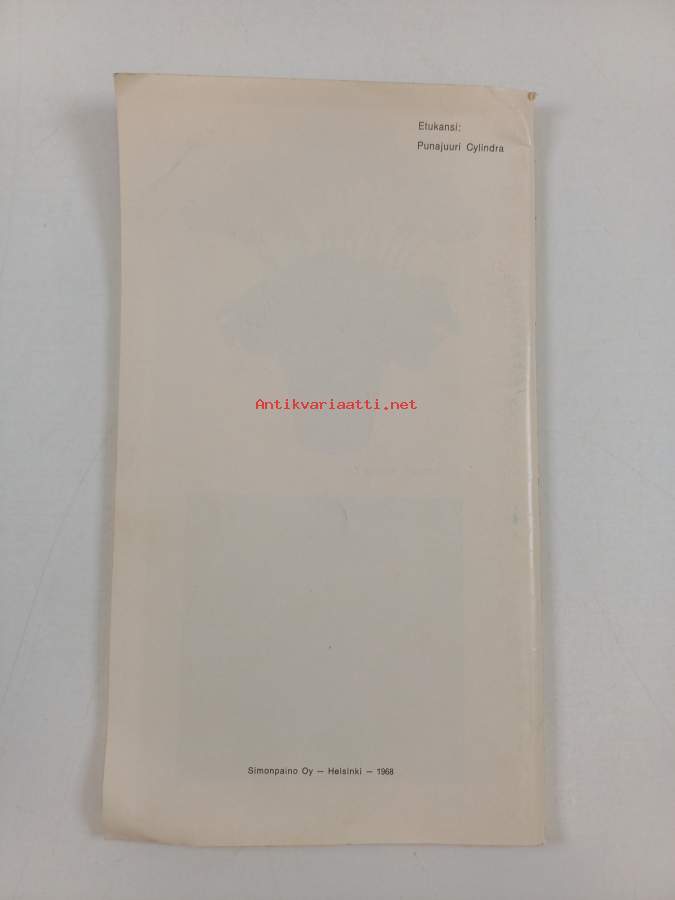 Etukansi:
Punajuuri Cylindra
Antikvariaatti.net
Simonpaino Oy — Helsinki — 1968